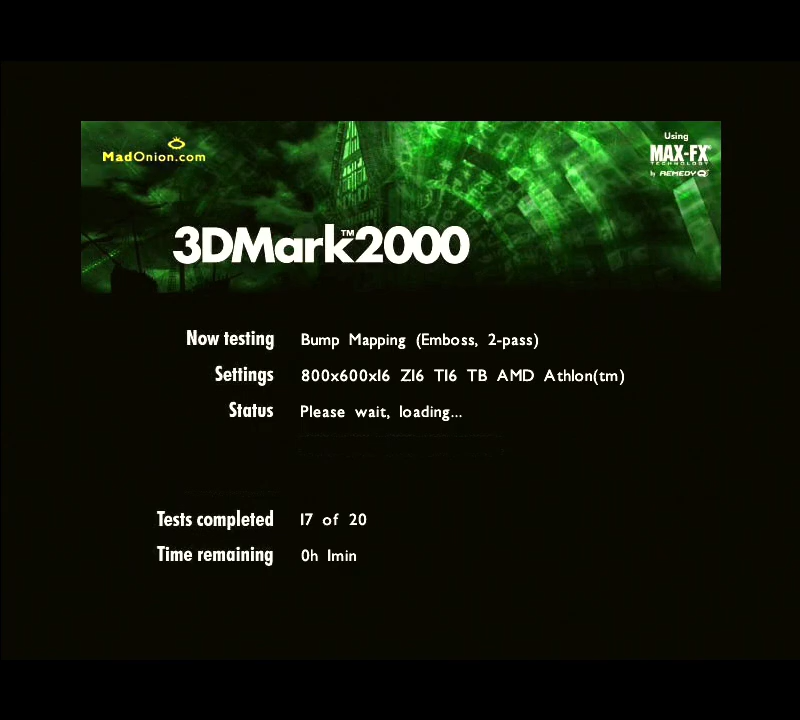 MadOnion.com
Using
MAX-FX
TECHNOLOGY
by REMEDY
3DMark™2000
Now testing Bump Mapping (Emboss, 2-pass)
Settings 800x600x16 Z16 T16 TB AMD Athlon(tm)
Status Please wait, loading...
Tests completed 17 of 20
Time remaining 0h 1min